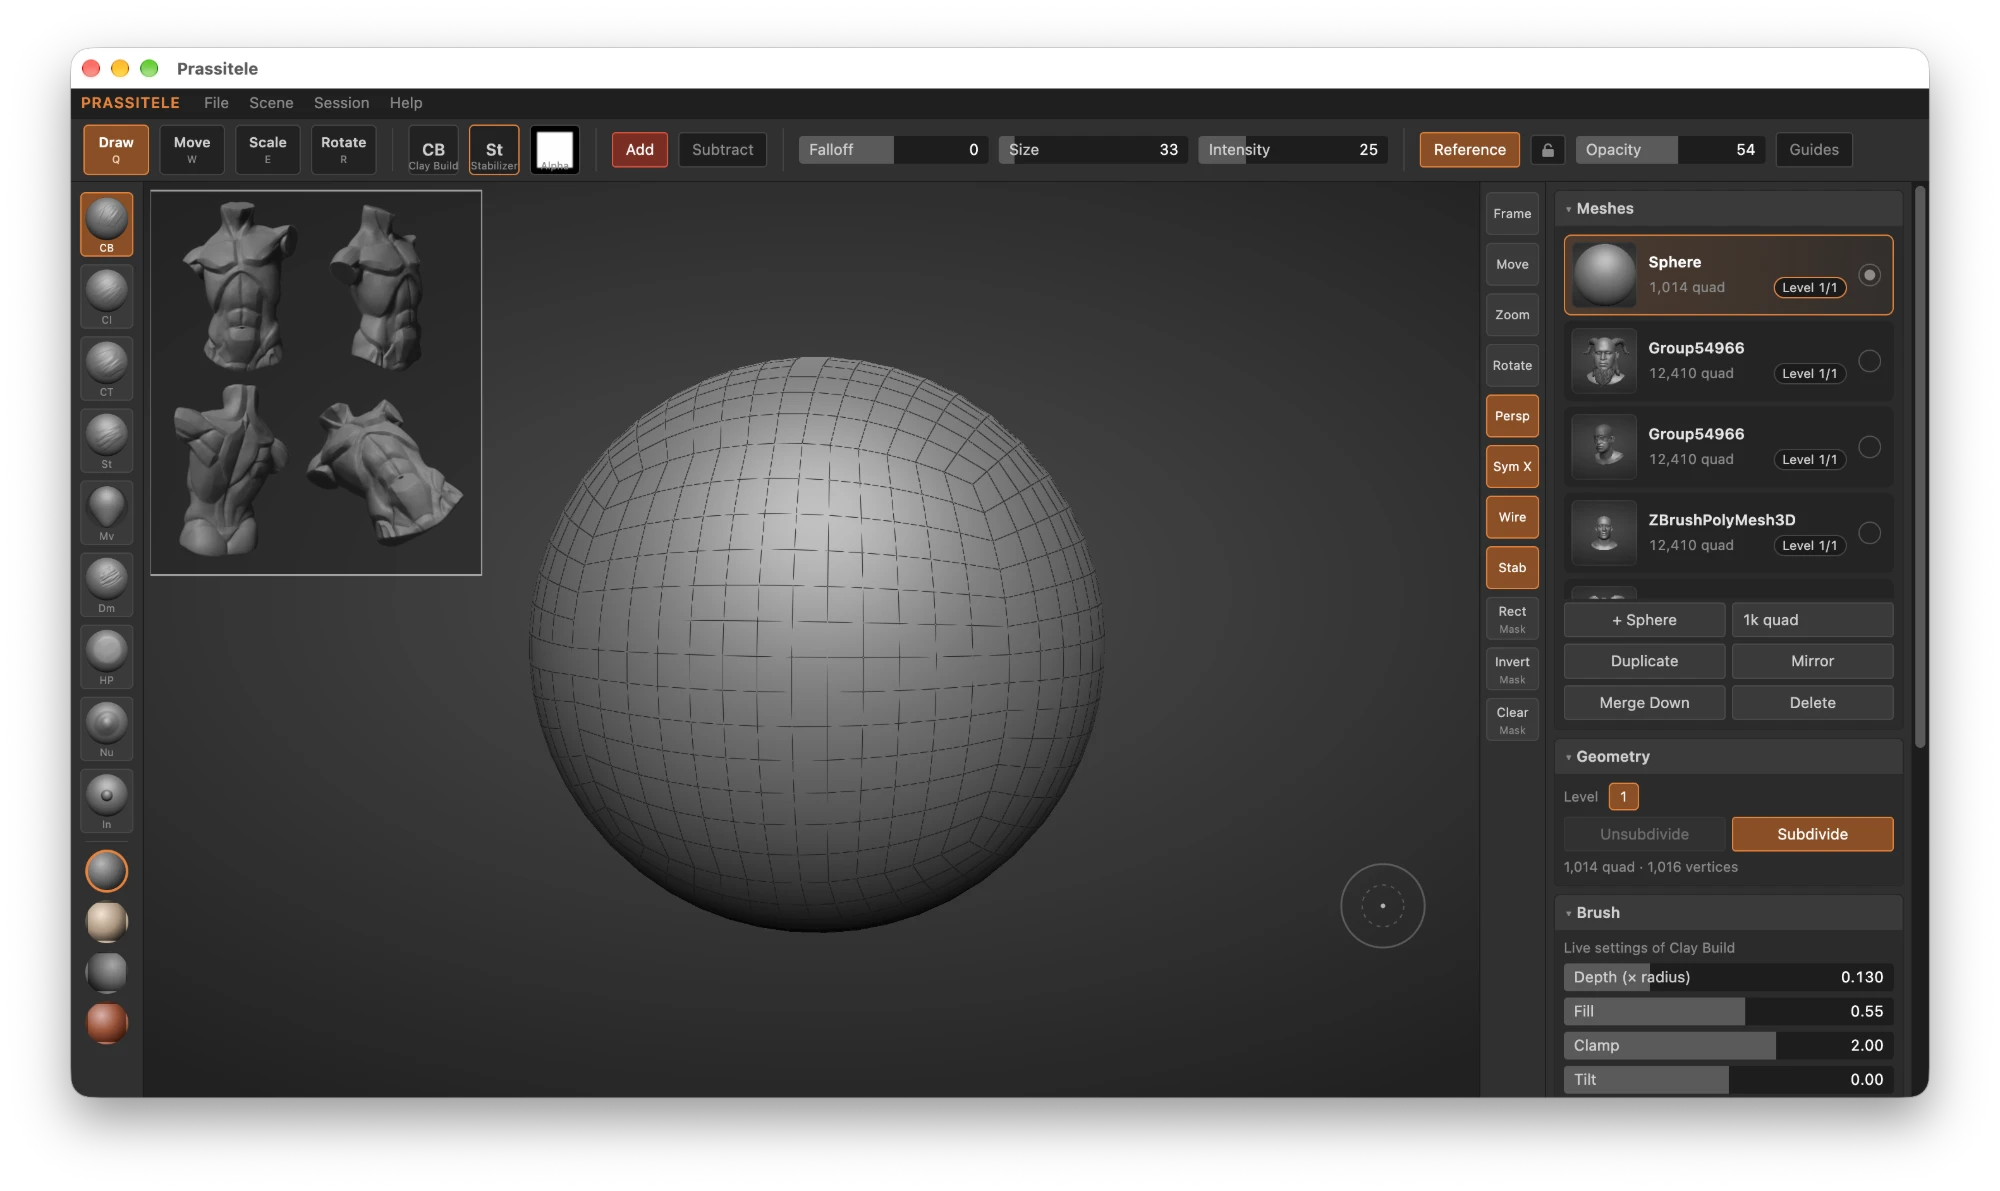 Prassitele
PRASSITELE File Scene Session Help
Draw Move Scale Rotate
Q W E R
CB St
Clay Build Stabilizer Alpha
Add Subtract
Falloff 0 Size 33 Intensity 25
Reference Opacity 54 Guides
CB
Cl
CT
St
Mv
Dm
HP
Nu
In
Frame
Move
Zoom
Rotate
Persp
Sym X
Wire
Stab
Rect
Mask
Invert
Mask
Clear
Mask
Meshes
Sphere
1,014 quad Level 1/1
Group54966
12,410 quad Level 1/1
Group54966
12,410 quad Level 1/1
ZBrushPolyMesh3D
12,410 quad Level 1/1
+ Sphere 1k quad
Duplicate Mirror
Merge Down Delete
Geometry
Level 1
Unsubdivide Subdivide
1,014 quad · 1,016 vertices
Brush
Live settings of Clay Build
Depth (× radius) 0.130
Fill 0.55
Clamp 2.00
Tilt 0.00